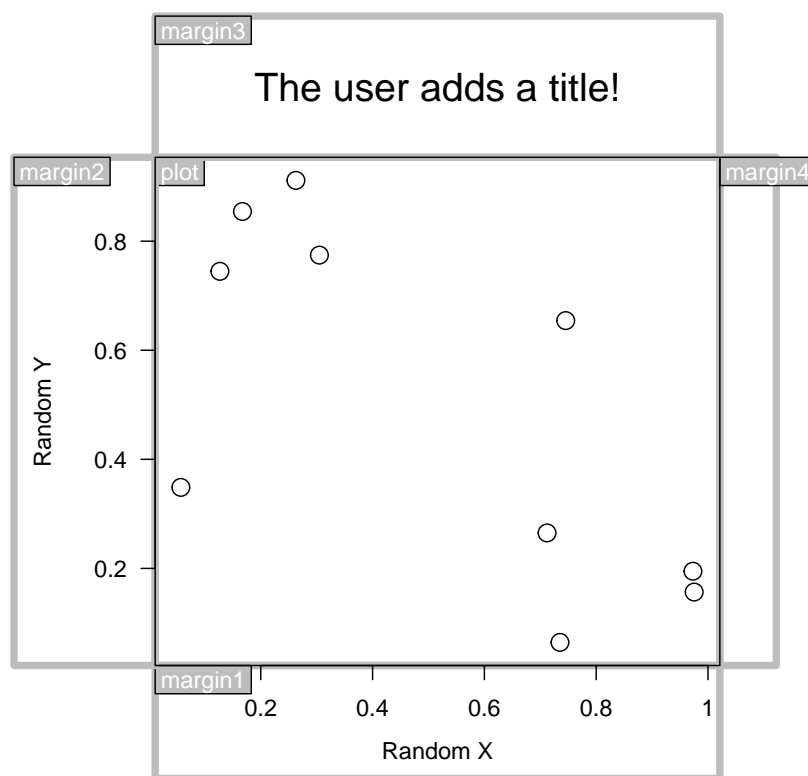 margin3
The user adds a title!
margin2
plot
margin4
0.8
0.6
0.4
0.2
Random Y
margin1
0.2 0.4 0.6 0.8 1
Random X